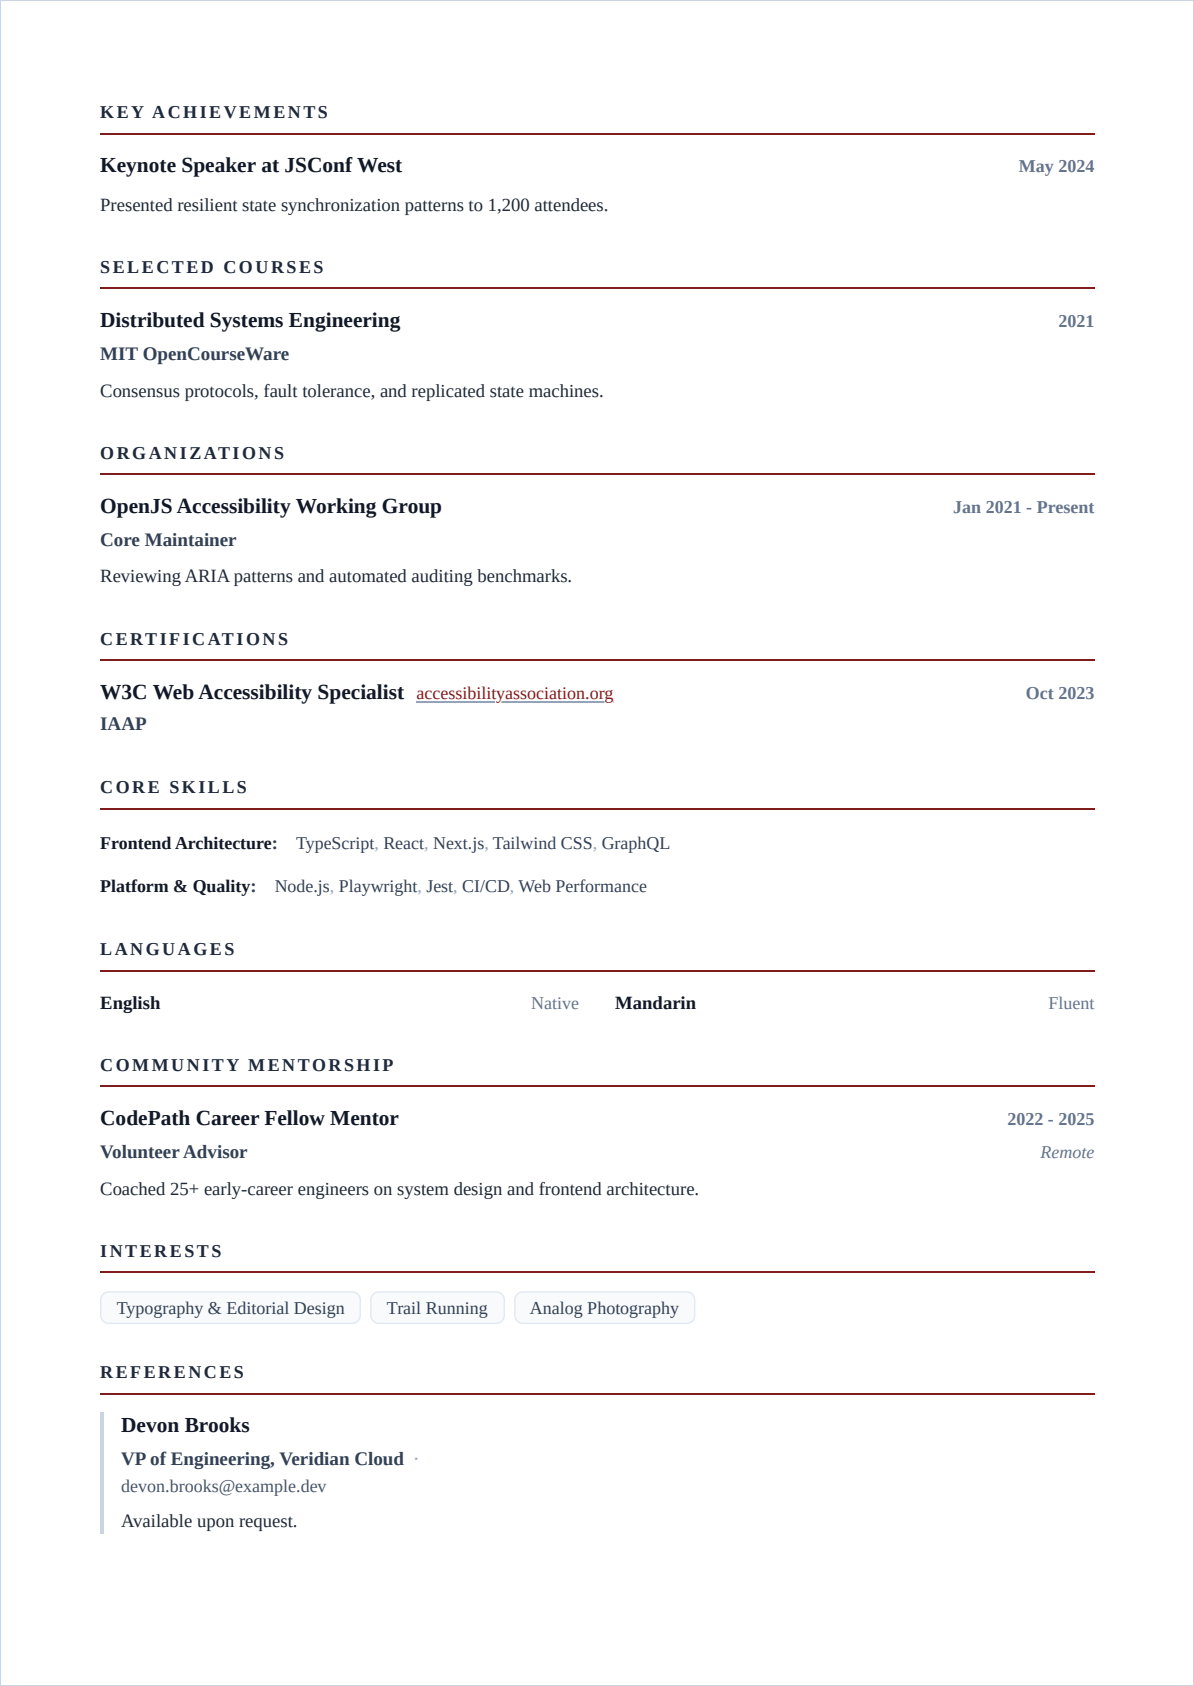 KEY ACHIEVEMENTS
Keynote Speaker at JSConf West May 2024
Presented resilient state synchronization patterns to 1,200 attendees.
SELECTED COURSES
Distributed Systems Engineering 2021
MIT OpenCourseWare
Consensus protocols, fault tolerance, and replicated state machines.
ORGANIZATIONS
OpenJS Accessibility Working Group Jan 2021 - Present
Core Maintainer
Reviewing ARIA patterns and automated auditing benchmarks.
CERTIFICATIONS
W3C Web Accessibility Specialist accessibilityassociation.org Oct 2023
IAAP
CORE SKILLS
Frontend Architecture: TypeScript, React, Next.js, Tailwind CSS, GraphQL
Platform & Quality: Node.js, Playwright, Jest, CI/CD, Web Performance
LANGUAGES
English Native Mandarin Fluent
COMMUNITY MENTORSHIP
CodePath Career Fellow Mentor 2022 - 2025
Volunteer Advisor Remote
Coached 25+ early-career engineers on system design and frontend architecture.
INTERESTS
Typography & Editorial Design Trail Running Analog Photography
REFERENCES
Devon Brooks
VP of Engineering, Veridian Cloud ·
devon.brooks@example.dev
Available upon request.